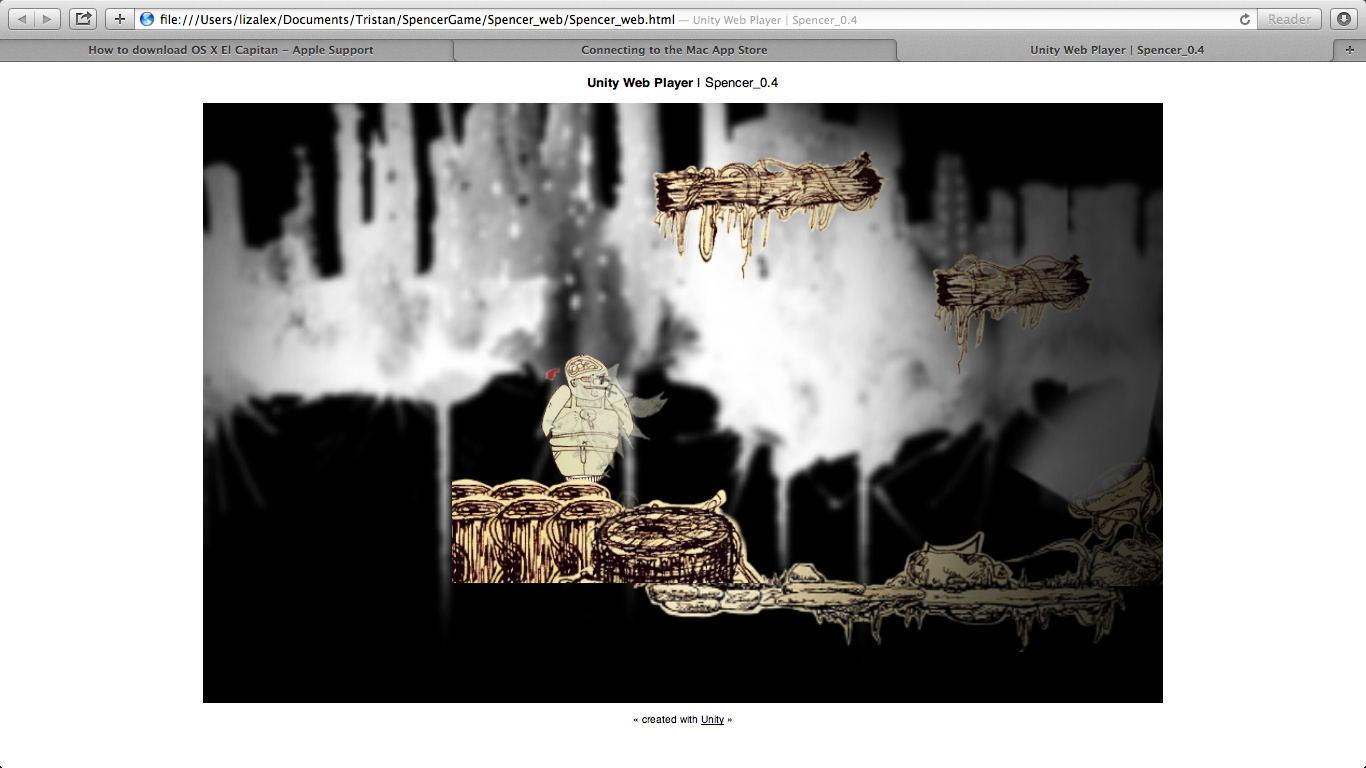 file:///Users/lizalex/Documents/Tristan/SpencerGame/Spencer_web/Spencer_web.html — Unity Web Player | Spencer_0.4
Reader
How to download OS X El Capitan - Apple Support
Connecting to the Mac App Store
Unity Web Player | Spencer_0.4
Unity Web Player | Spencer_0.4
« created with Unity »